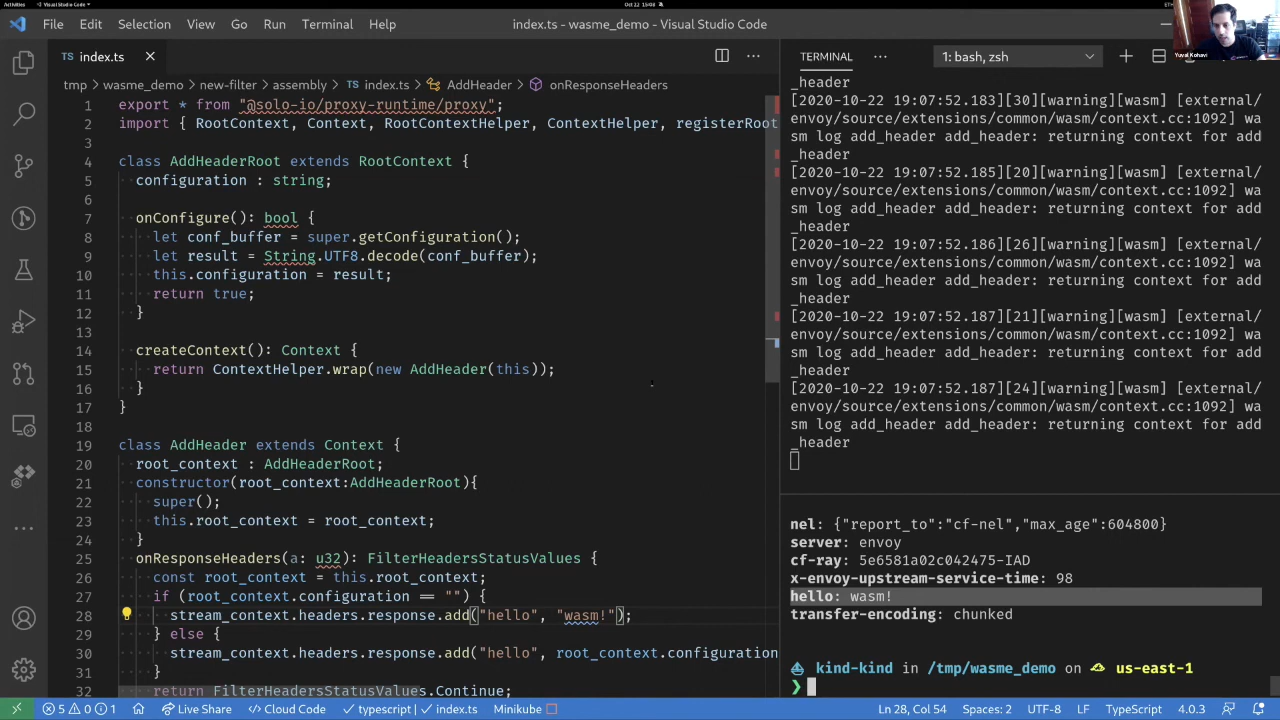 Activities
Visual Studio Code
Oct 22 15:08
ETH
File Edit Selection View Go Run Terminal Help
index.ts — wasme_demo - Visual Studio Code
Yuval Kohavi
TS index.ts
tmp > wasme_demo > new-filter > assembly > TS index.ts > AddHeader > onResponseHeaders
1 export * from "@solo-io/proxy-runtime/proxy";
2 import { RootContext, Context, RootContextHelper, ContextHelper, registerRoot
3
4 class AddHeaderRoot extends RootContext {
5 configuration : string;
6
7 onConfigure(): bool {
8 let conf_buffer = super.getConfiguration();
9 let result = String.UTF8.decode(conf_buffer);
10 this.configuration = result;
11 return true;
12 }
13
14 createContext(): Context {
15 return ContextHelper.wrap(new AddHeader(this));
16 }
17 }
18
19 class AddHeader extends Context {
20 root_context : AddHeaderRoot;
21 constructor(root_context:AddHeaderRoot){
22 super();
23 this.root_context = root_context;
24 }
25 onResponseHeaders(a: u32): FilterHeadersStatusValues {
26 const root_context = this.root_context;
27 if (root_context.configuration == "") {
28 stream_context.headers.response.add("hello", "wasm!");
29 } else {
30 stream_context.headers.response.add("hello", root_context.configuration
31 }
32 return FilterHeadersStatusValues.Continue;
TERMINAL ··· 1: bash, zsh
_header
[2020-10-22 19:07:52.183][30][warning][wasm] [external/
envoy/source/extensions/common/wasm/context.cc:1092] wa
sm log add_header add_header: returning context for add
_header
[2020-10-22 19:07:52.185][20][warning][wasm] [external/
envoy/source/extensions/common/wasm/context.cc:1092] wa
sm log add_header add_header: returning context for add
_header
[2020-10-22 19:07:52.186][26][warning][wasm] [external/
envoy/source/extensions/common/wasm/context.cc:1092] wa
sm log add_header add_header: returning context for add
_header
[2020-10-22 19:07:52.187][21][warning][wasm] [external/
envoy/source/extensions/common/wasm/context.cc:1092] wa
sm log add_header add_header: returning context for add
_header
[2020-10-22 19:07:52.187][24][warning][wasm] [external/
envoy/source/extensions/common/wasm/context.cc:1092] wa
sm log add_header add_header: returning context for add
_header
nel: {"report_to":"cf-nel","max_age":604800}
server: envoy
cf-ray: 5e6581a02c042475-IAD
x-envoy-upstream-service-time: 98
hello: wasm!
transfer-encoding: chunked
kind-kind in /tmp/wasme_demo on us-east-1
❯
5 0 1 Live Share Cloud Code typescript | index.ts Minikube Ln 28, Col 54 Spaces: 2 UTF-8 LF TypeScript 4.0.3